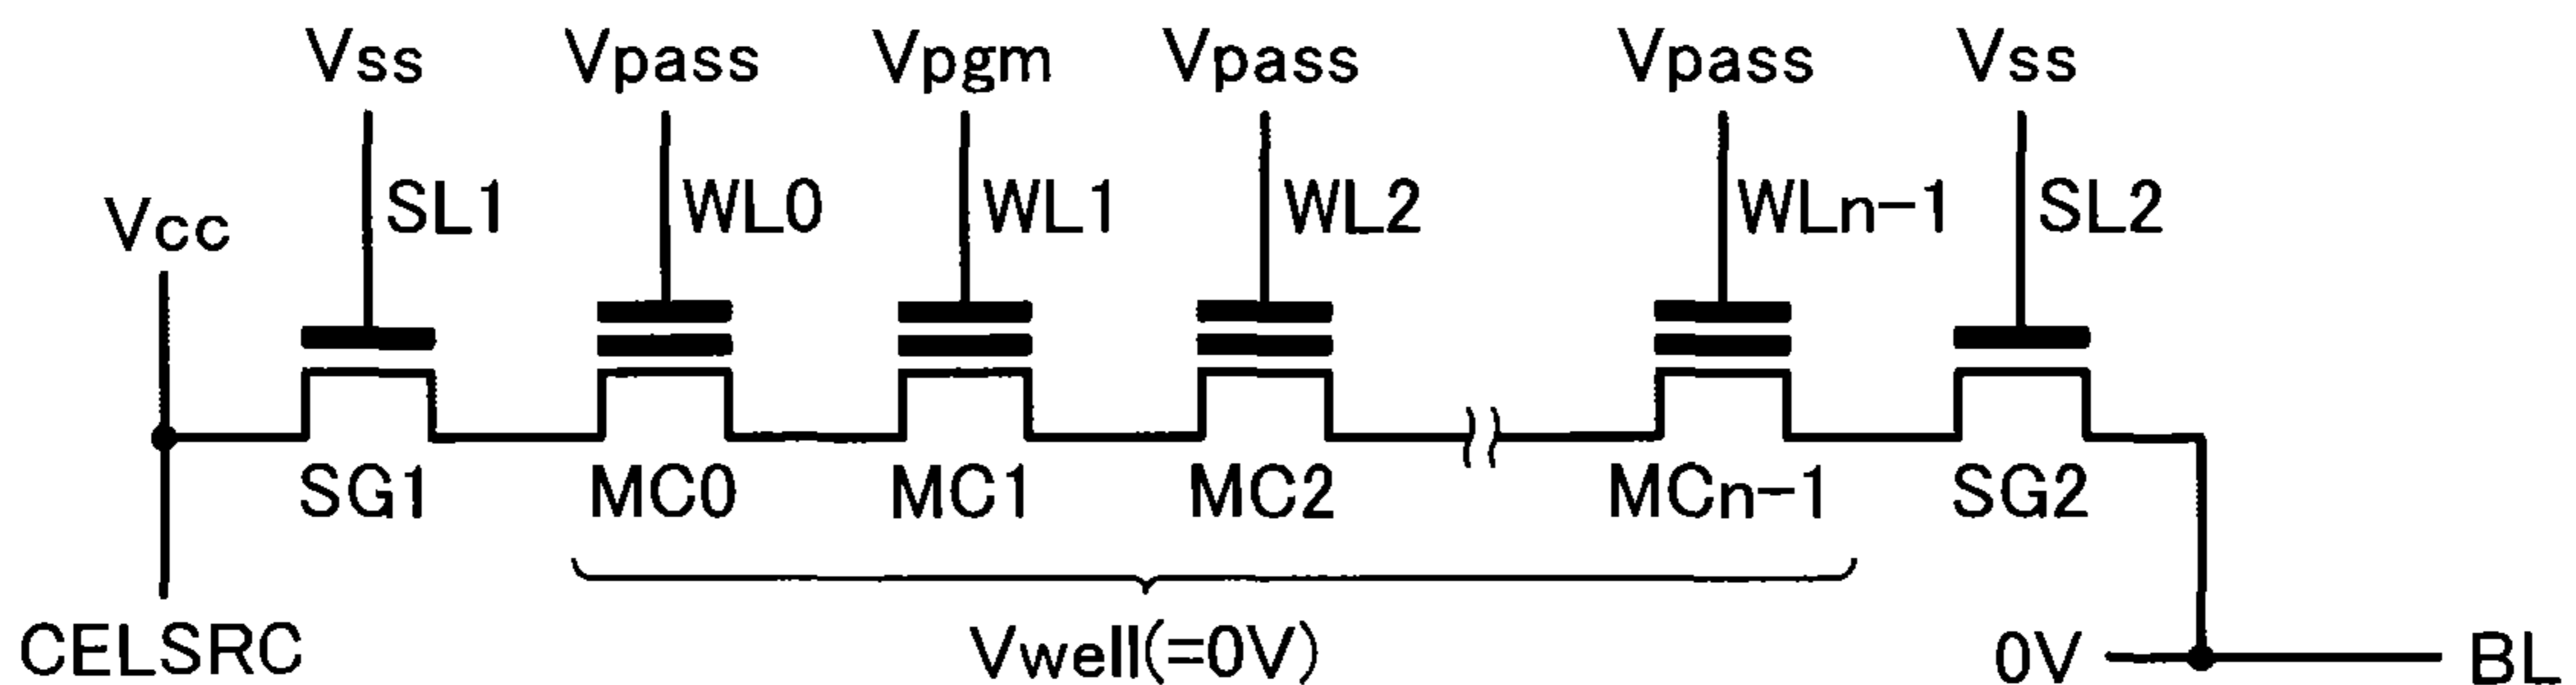 Vss Vpass Vpgm Vpass Vpass Vss
Vcc SL1 WL0 WL1 WL2 WLn-1 SL2
SG1 MC0 MC1 MC2 MCn-1 SG2
CELSRC Vwell(=0V) 0V BL